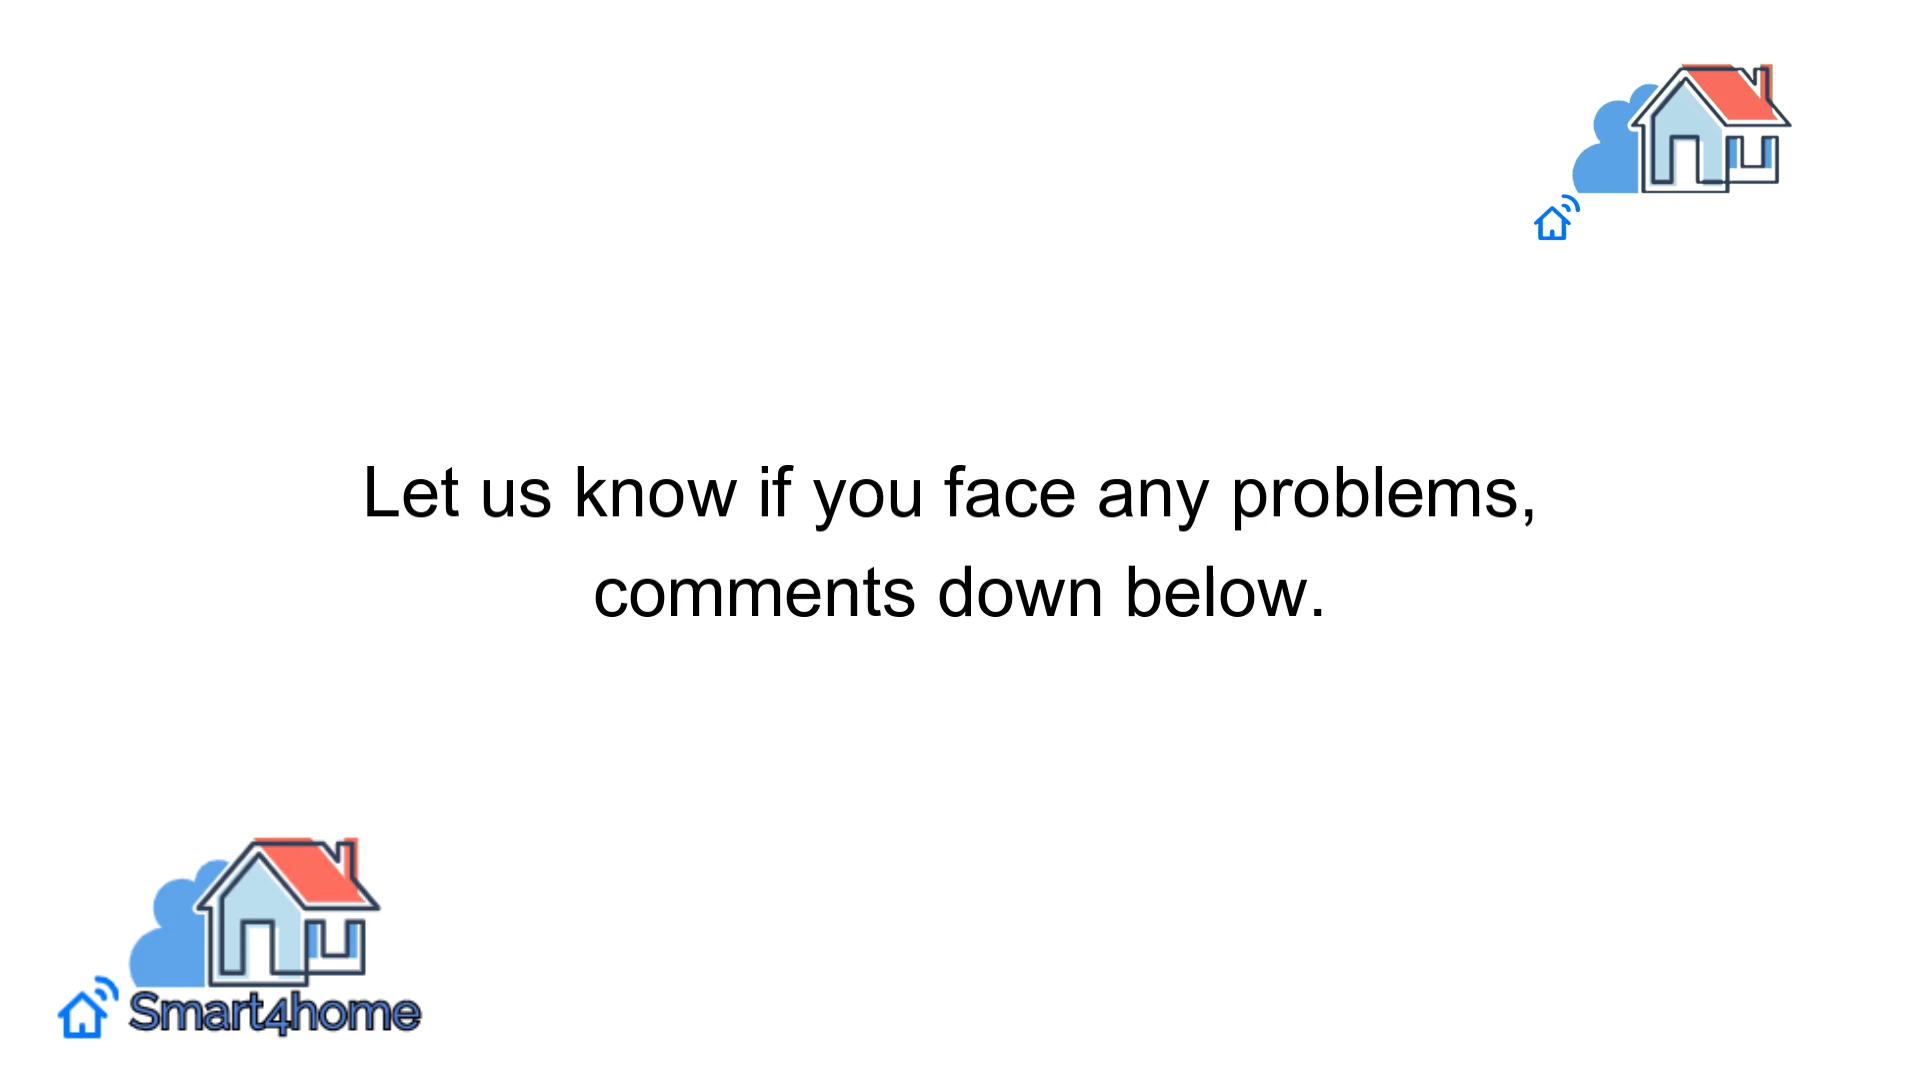 Let us know if you face any problems,
comments down below.
Smart4home